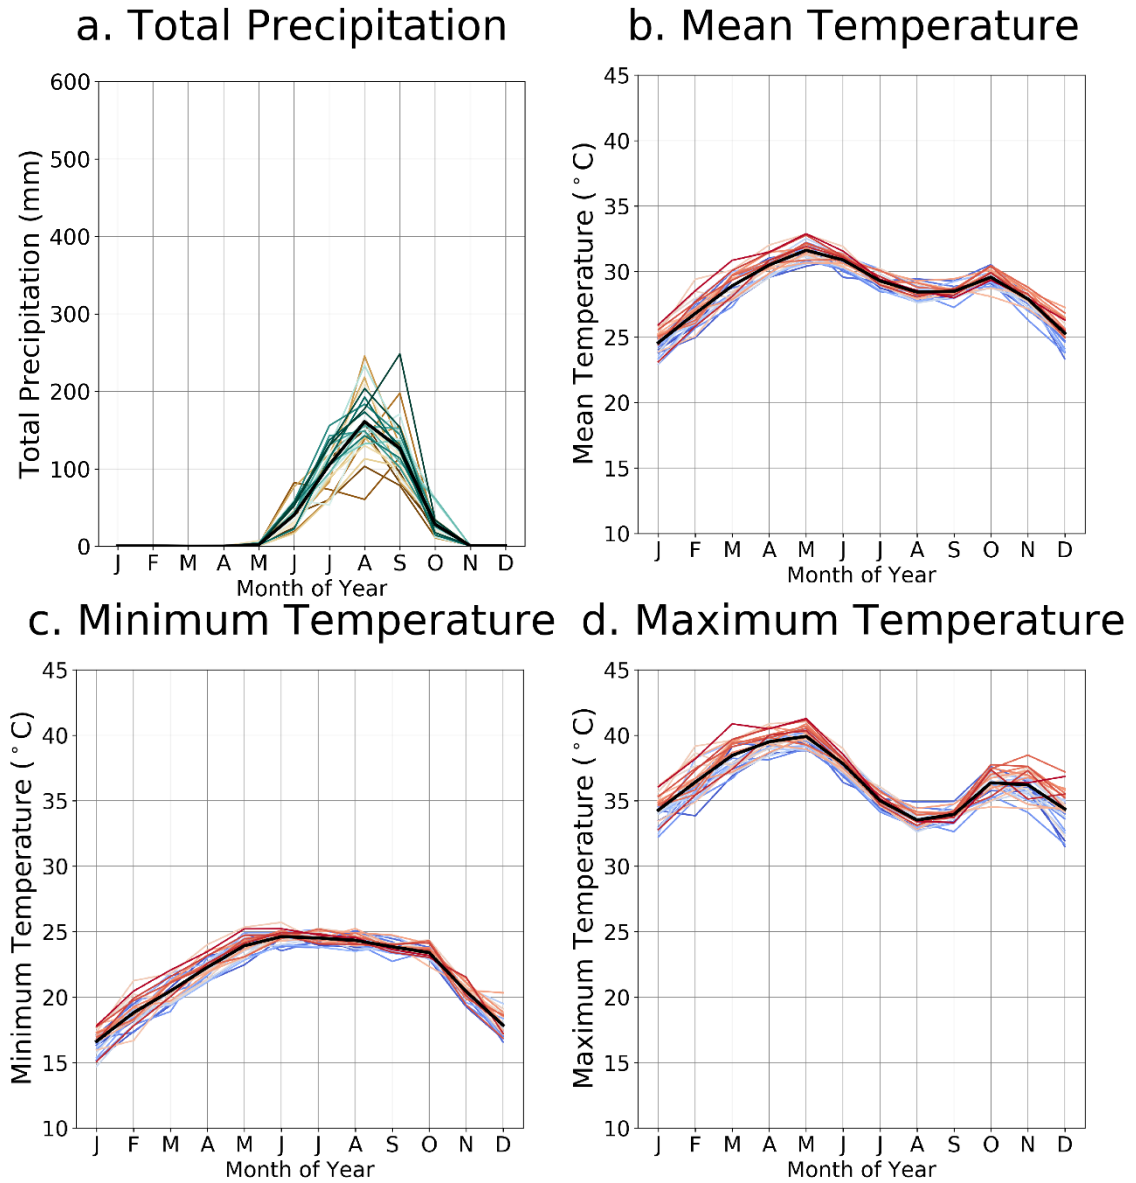 a. Total Precipitation
600
500
400
300
200
100
0
Total Precipitation (mm)
J F M A M J J A S O N D
Month of Year
b. Mean Temperature
45
40
35
30
25
20
15
10
Mean Temperature (°C)
J F M A M J J A S O N D
Month of Year
c. Minimum Temperature
45
40
35
30
25
20
15
10
Minimum Temperature (°C)
J F M A M J J A S O N D
Month of Year
d. Maximum Temperature
45
40
35
30
25
20
15
10
Maximum Temperature (°C)
J F M A M J J A S O N D
Month of Year